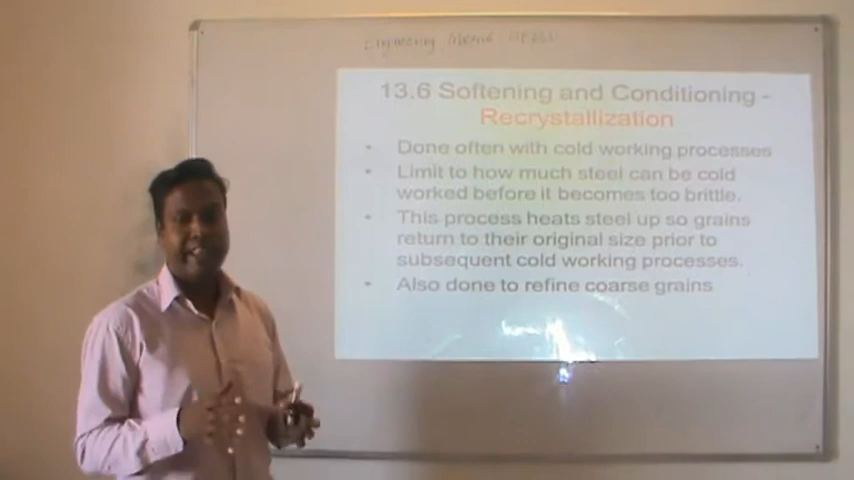 Engineering
13.6 Softening and Conditioning -
Recrystallization
• Done often with cold working processes
• Limit to how much steel can be cold
worked before it becomes too brittle.
• This process heats steel up so grains
return to their original size prior to
subsequent cold working processes.
• Also done to refine coarse grains